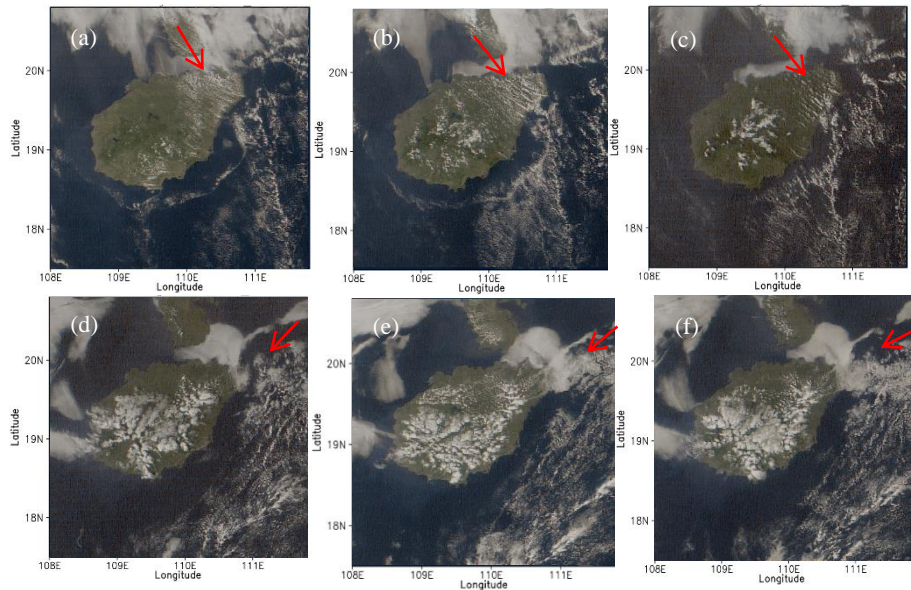 (a)
(b)
(c)
20N
19N
18N
108E
109E
110E
111E
Latitude
Longitude
20N
19N
18N
108E
109E
110E
111E
Latitude
Longitude
20N
19N
18N
108E
109E
110E
111E
Latitude
Longitude
(d)
(e)
(f)
20N
19N
18N
108E
109E
110E
111E
Latitude
Longitude
20N
19N
18N
108E
109E
110E
111E
Latitude
Longitude
20N
19N
18N
108E
109E
110E
111E
Latitude
Longitude